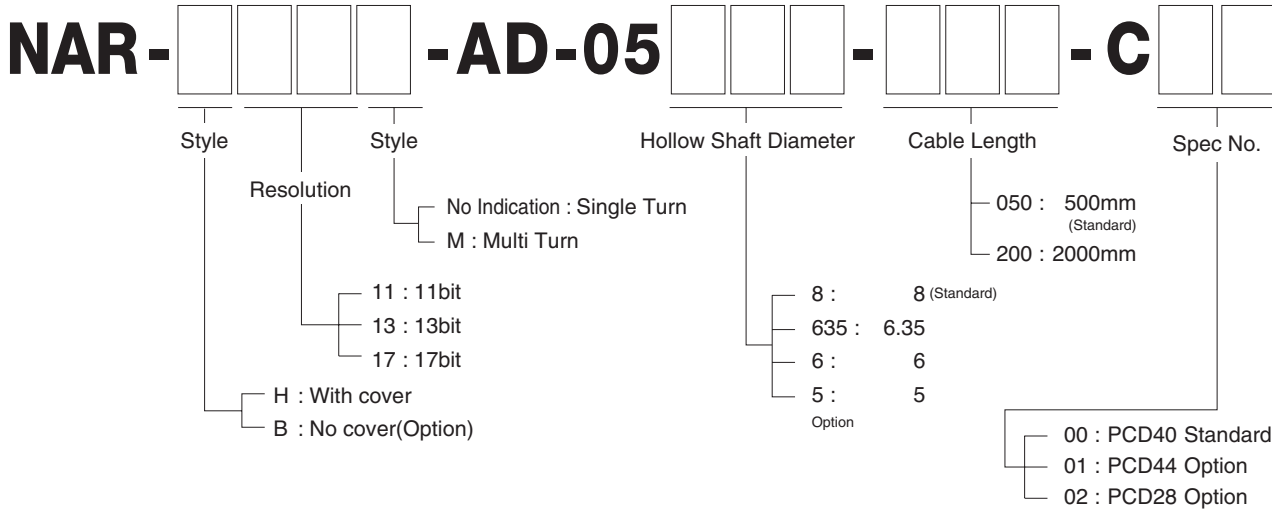 NAR- -AD-05 - -C
Style Style Hollow Shaft Diameter Cable Length Spec No.
Resolution
No Indication : Single Turn
M : Multi Turn
050 : 500mm
(Standard)
200 : 2000mm
11 : 11bit
13 : 13bit
17 : 17bit
8 : 8 (Standard)
635 : 6.35
6 : 6
5 : 5
Option
H : With cover
B : No cover(Option)
00 : PCD40 Standard
01 : PCD44 Option
02 : PCD28 Option